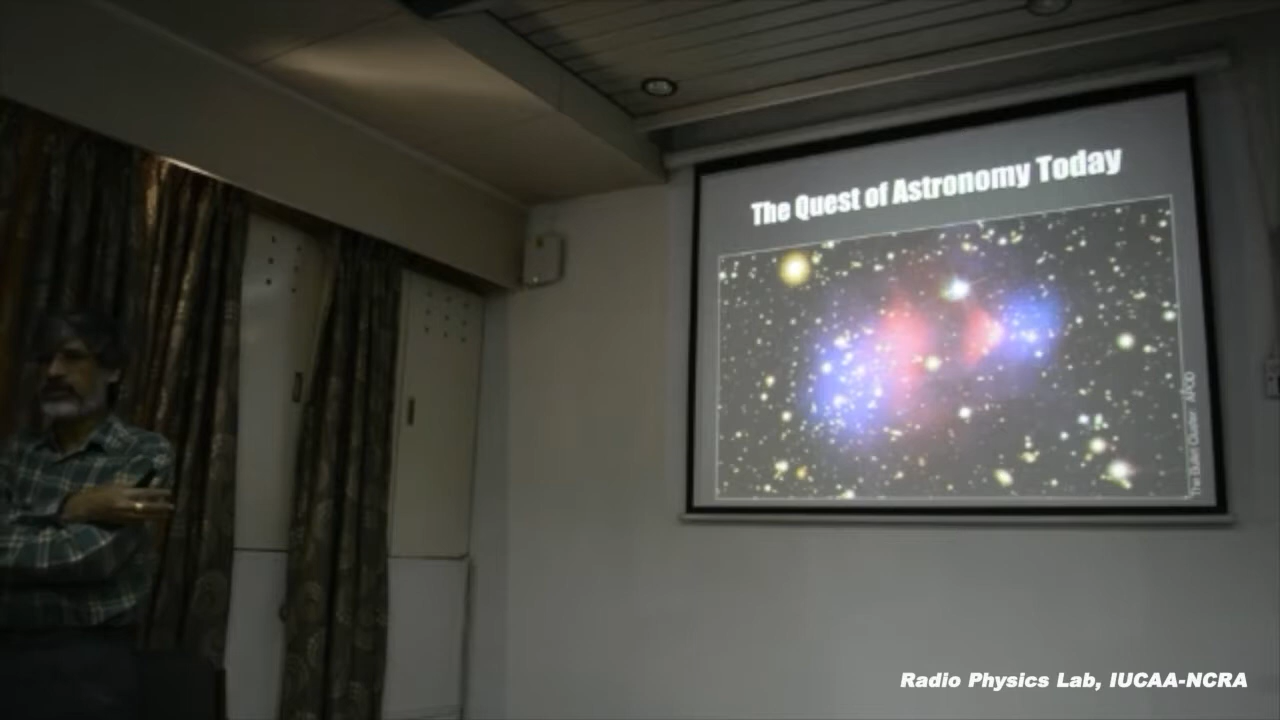 The Quest of Astronomy Today
The Bullet Cluster APOD
Radio Physics Lab, IUCAA-NCRA